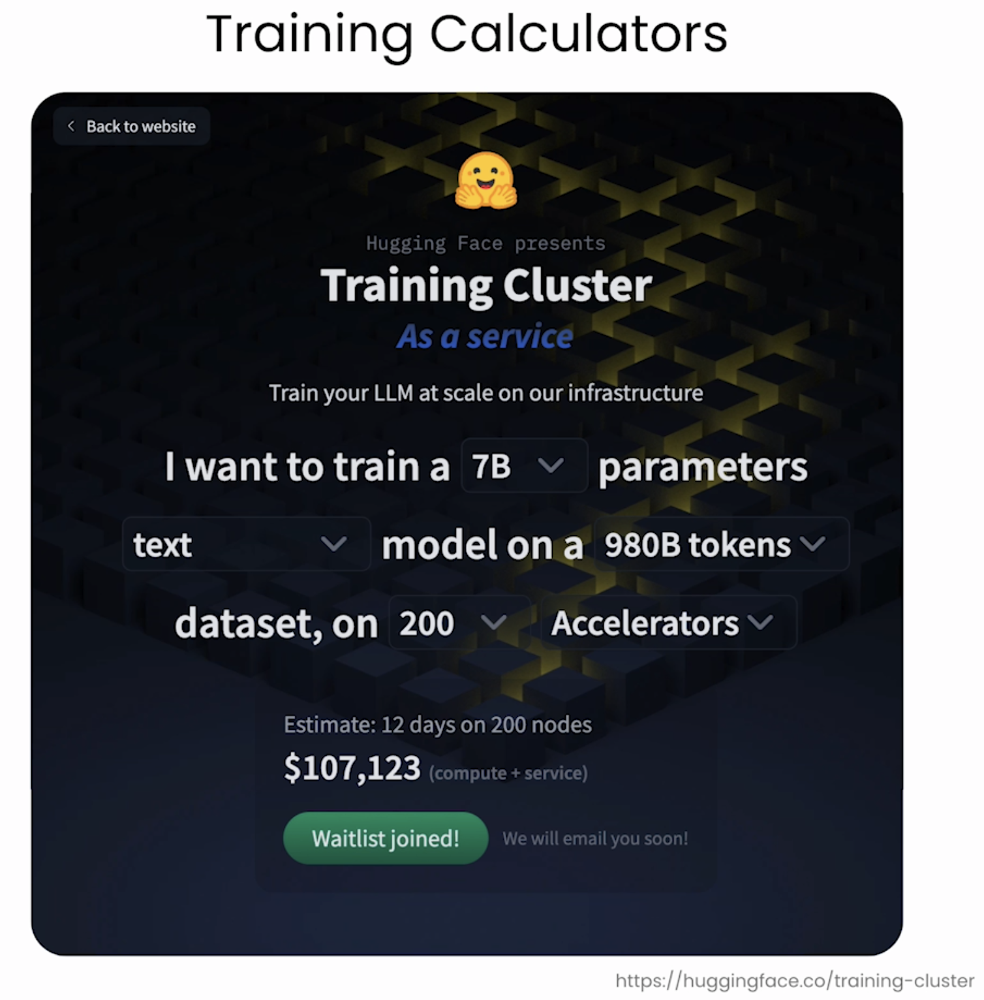 Training Calculators
Back to website
Hugging Face presents
Training Cluster
As a service
Train your LLM at scale on our infrastructure
I want to train a 7B parameters
text model on a 980B tokens
dataset, on 200 Accelerators
Estimate: 12 days on 200 nodes
$107,123 (compute + service)
Waitlist joined! We will email you soon!
https://huggingface.co/training-cluster